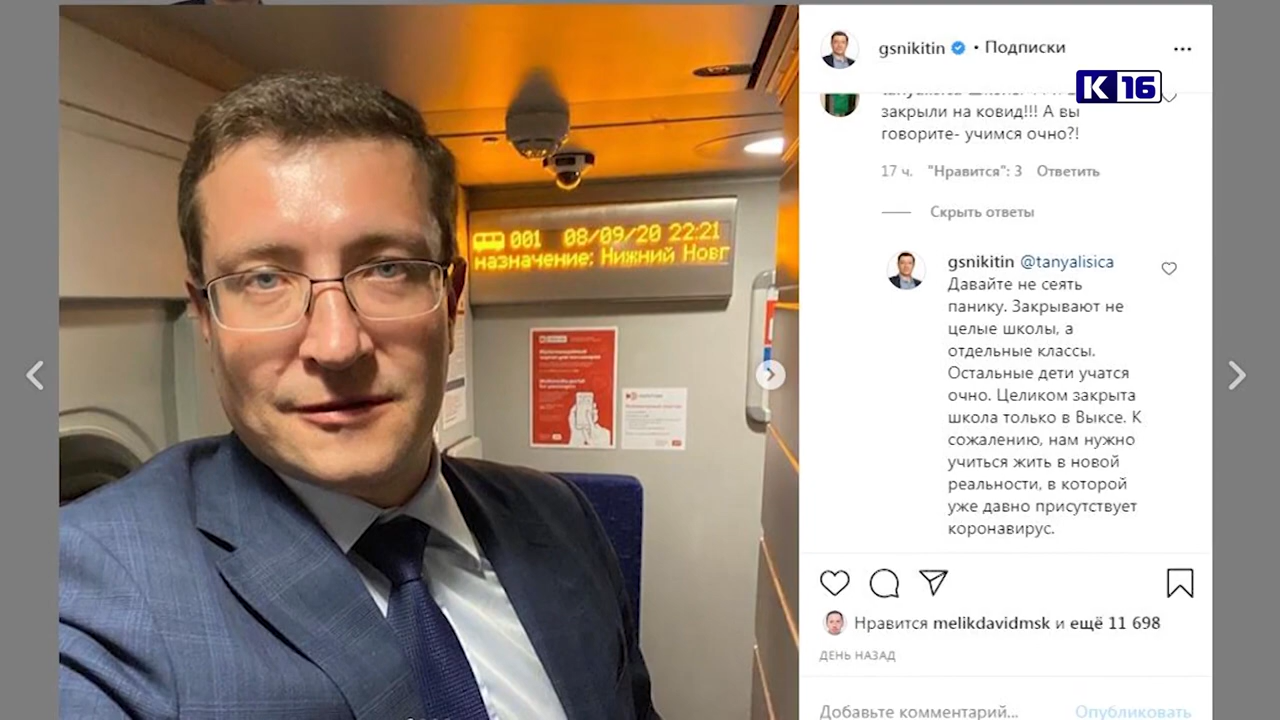 gsnikitin • Подписки
K 16
закрыли на ковид!!! А вы
говорите- учимся очно?!
17 ч. "Нравится": 3 Ответить
Скрыть ответы
gsnikitin @tanyalisica
Давайте не сеять
панику. Закрывают не
целые школы, а
отдельные классы.
Остальные дети учатся
очно. Целиком закрыта
школа только в Выксе. К
сожалению, нам нужно
учиться жить в новой
реальности, в которой
уже давно присутствует
коронавирус.
Нравится melikdavidmsk и ещё 11 698
ДЕНЬ НАЗАД
Добавьте комментарий... Опубликовать
001 08/09/20 22:21
назначение: Нижний Новг